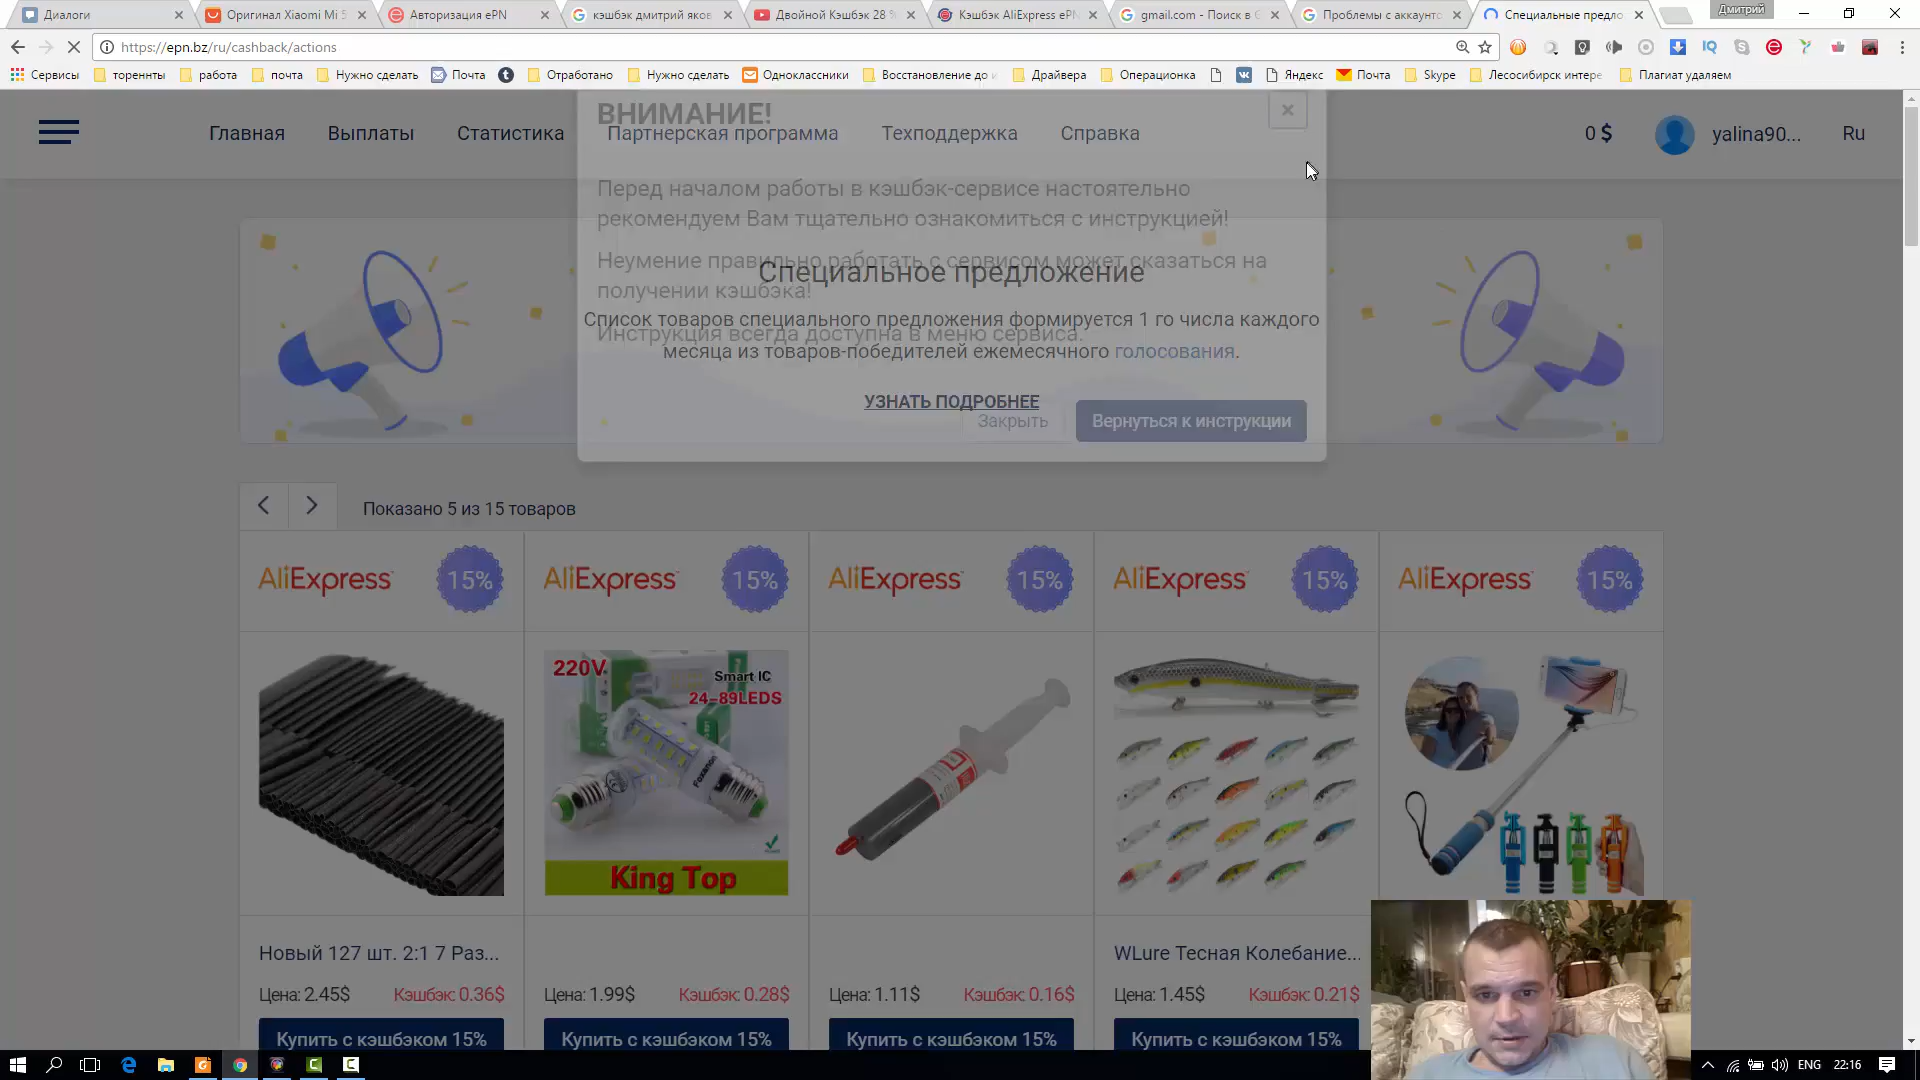 Диалоги
Оригинал Xiaomi Mi 5
Авторизация ePN
кэшбэк дмитрий яков
Двойной Кэшбэк 28 %
Кэшбэк AliExpress ePN
gmail.com - Поиск в G
Проблемы с аккаунто
Специальные предло
Дмитрий
https://epn.bz/ru/cashback/actions
Сервисы
торенты
работа
почта
Нужно сделать
Почта
Отработано
Нужно сделать
Одноклассники
Восстановление до и
Драйвера
Операционка
Яндекс
Почта
Skype
Лесосибирск интере
Плагиат удаляем
ВНИМАНИЕ!
Главная
Выплаты
Статистика
Партнерская программа
Техподдержка
Справка
0 $
yalina90...
Ru
Перед началом работы в кэшбэк-сервисе настоятельно
рекомендуем Вам тщательно ознакомиться с инструкцией!
Неумение правильно работать с сервисом может сказаться на
получении кэшбэка!
Инструкция всегда доступна в меню сервиса.
Закрыть
Вернуться к инструкции
Специальное предложение
Список товаров специального предложения формируется 1 го числа каждого
месяца из товаров-победителей ежемесячного голосования.
УЗНАТЬ ПОДРОБНЕЕ
Показано 5 из 15 товаров
AliExpress 15%
AliExpress 15%
AliExpress 15%
AliExpress 15%
AliExpress 15%
220V
Smart IC
24-89LEDS
Foxanon
King Top
Новый 127 шт. 2:1 7 Раз...
WLure Тесная Колебание...
Цена: 2.45$ Кэшбэк: 0.36$
Цена: 1.99$ Кэшбэк: 0.28$
Цена: 1.11$ Кэшбэк: 0.16$
Цена: 1.45$ Кэшбэк: 0.21$
Купить с кэшбэком 15%
Купить с кэшбэком 15%
Купить с кэшбэком 15%
Купить с кэшбэком 15%
ENG
22:16